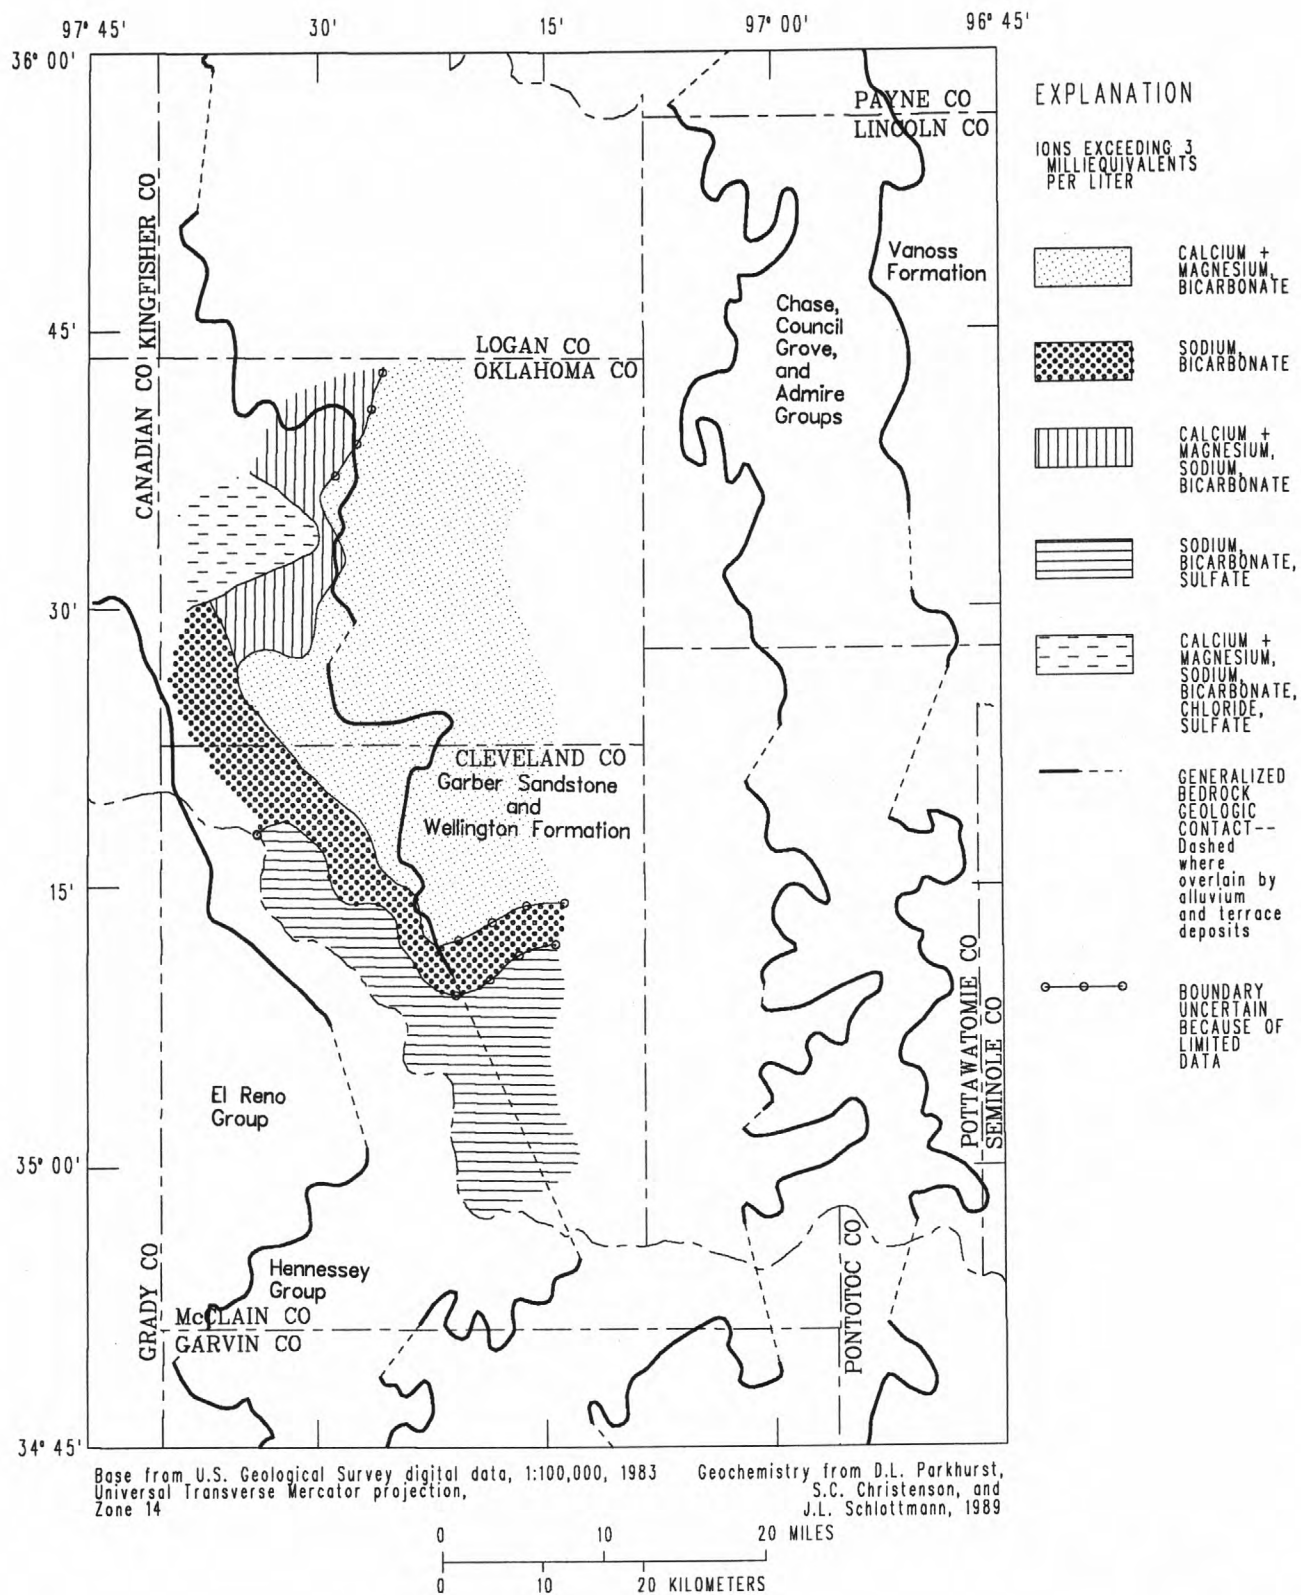 97° 45'
30'
15'
97° 00'
96° 45'
36° 00'
45'
30'
15'
35° 00'
34° 45'
PAYNE CO
LINCOLN CO
CANADIAN CO KINGFISHER CO
LOGAN CO
OKLAHOMA CO
Vanoss
Formation
Chase,
Council
Grove,
and
Admire
Groups
CLEVELAND CO
Garber Sandstone
and
Wellington Formation
POTTAWATOMIE CO
SEMINOLE CO
El Reno
Group
Hennessey
Group
GRADY CO
McCLAIN CO
GARVIN CO
PONTOTOC CO
EXPLANATION
IONS EXCEEDING 3
MILLIEQUIVALENTS
PER LITER
CALCIUM +
MAGNESIUM,
BICARBONATE
SODIUM,
BICARBONATE
CALCIUM +
MAGNESIUM,
SODIUM,
BICARBONATE
SODIUM,
BICARBONATE,
SULFATE
CALCIUM +
MAGNESIUM,
SODIUM,
BICARBONATE,
CHLORIDE,
SULFATE
GENERALIZED
BEDROCK
GEOLOGIC
CONTACT--
Dashed
where
overlain by
alluvium
and terrace
deposits
BOUNDARY
UNCERTAIN
BECAUSE OF
LIMITED
DATA
Base from U.S. Geological Survey digital data, 1:100,000, 1983
Universal Transverse Mercator projection,
Zone 14
Geochemistry from D.L. Parkhurst,
S.C. Christenson, and
J.L. Schlottmann, 1989
0 10 20 MILES
0 10 20 KILOMETERS